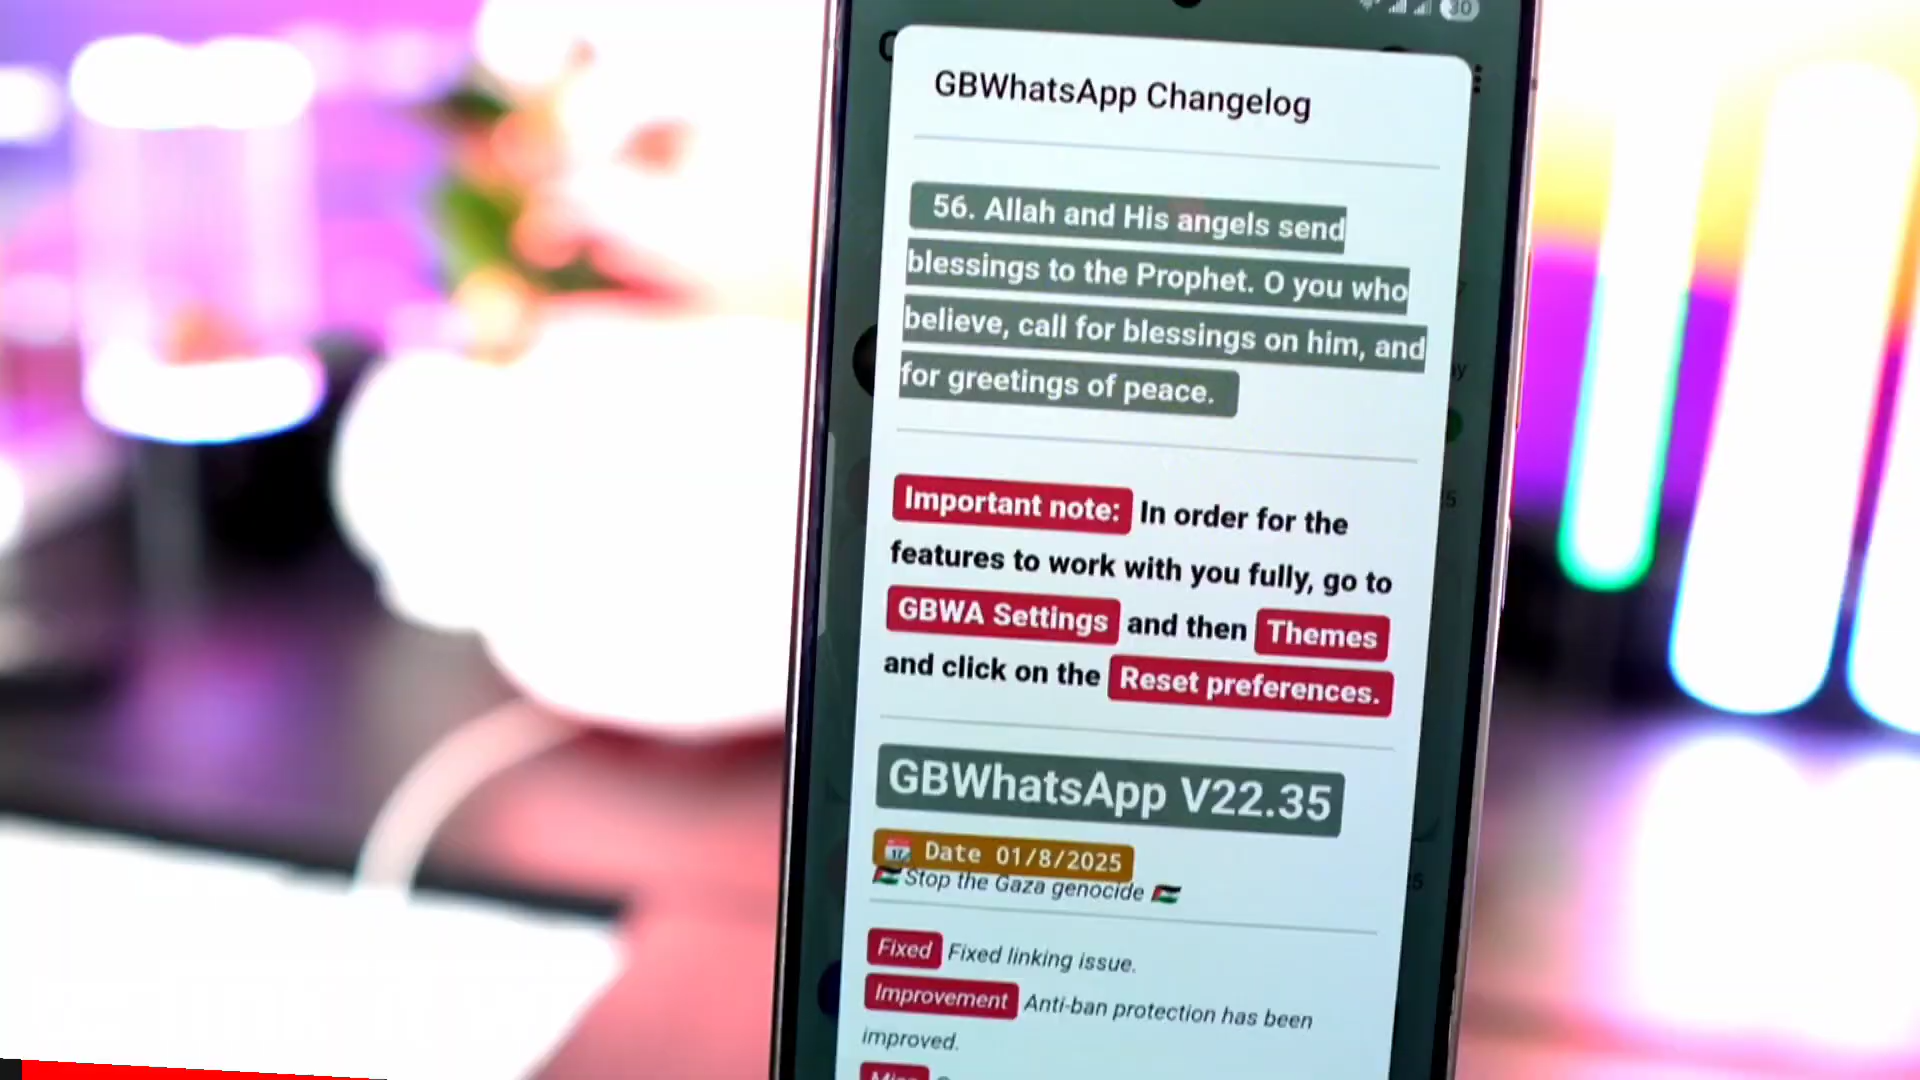 30
GBWhatsApp Changelog
56. Allah and His angels send
blessings to the Prophet. O you who
believe, call for blessings on him, and
for greetings of peace.
Important note: In order for the
features to work with you fully, go to
GBWA Settings and then Themes
and click on the Reset preferences.
GBWhatsApp V22.35
📅 Date 01/8/2025
🇵🇸 Stop the Gaza genocide 🇵🇸
Fixed Fixed linking issue.
Improvement Anti-ban protection has been
improved.